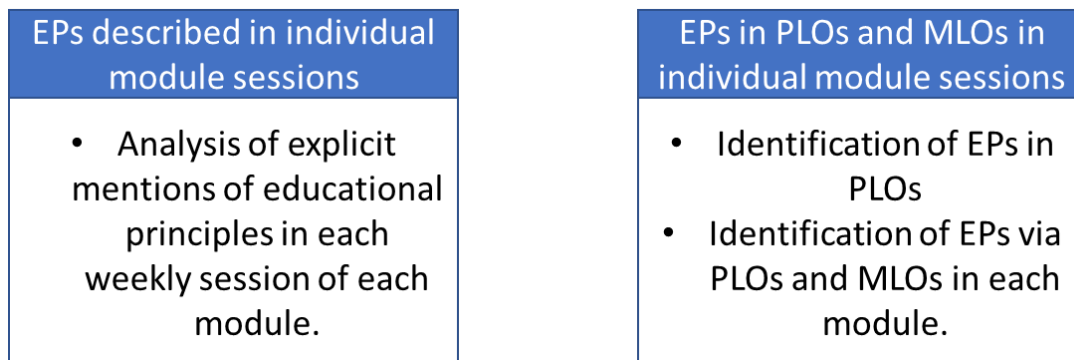 EPs described in individual
module sessions
• Analysis of explicit
mentions of educational
principles in each
weekly session of each
module.
EPs in PLOs and MLOs in
individual module sessions
• Identification of EPs in
PLOs
• Identification of EPs via
PLOs and MLOs in each
module.